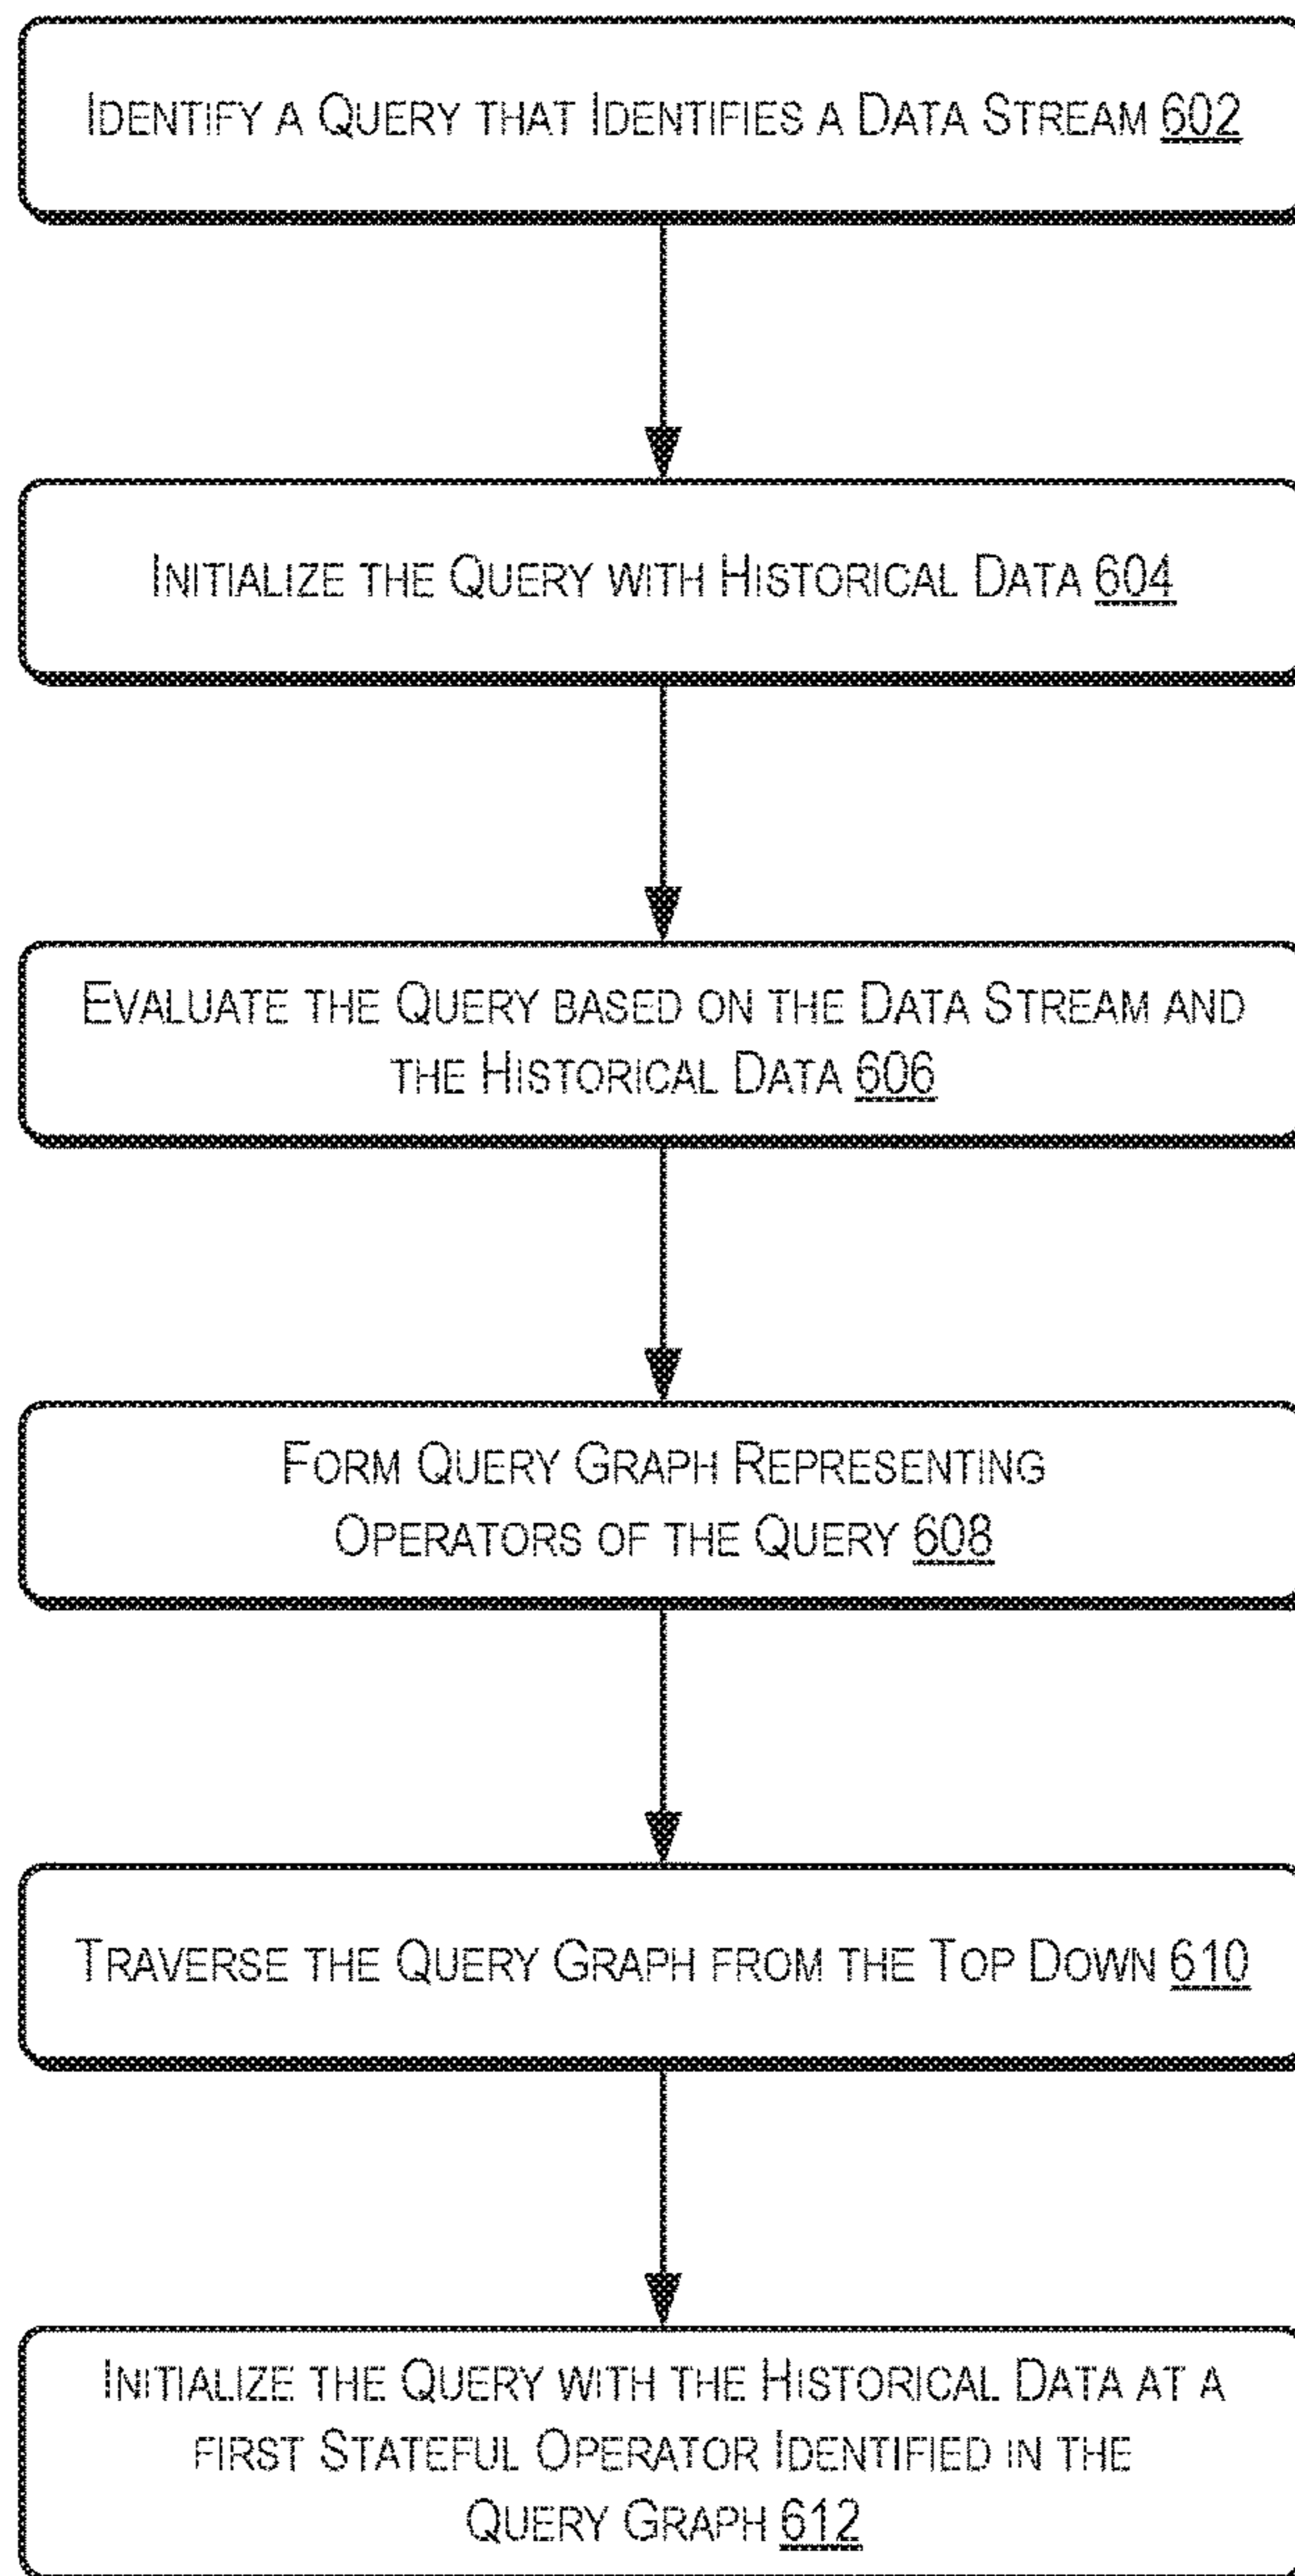 IDENTIFY A QUERY THAT IDENTIFIES A DATA STREAM 602
INITIALIZE THE QUERY WITH HISTORICAL DATA 604
EVALUATE THE QUERY BASED ON THE DATA STREAM AND
THE HISTORICAL DATA 606
FORM QUERY GRAPH REPRESENTING
OPERATORS OF THE QUERY 608
TRAVERSE THE QUERY GRAPH FROM THE TOP DOWN 610
INITIALIZE THE QUERY WITH THE HISTORICAL DATA AT A
FIRST STATEFUL OPERATOR IDENTIFIED IN THE
QUERY GRAPH 612